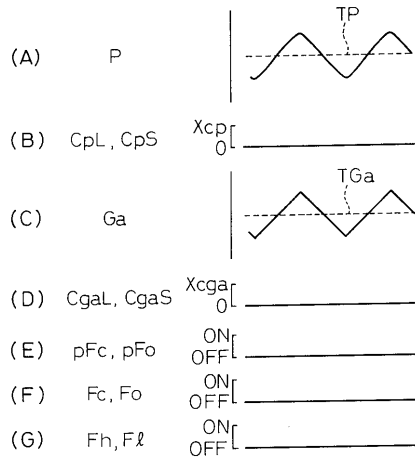 TP
(A) P
(B) CpL, CpS Xcp 0
TGa
(C) Ga
(D) CgaL, CgaS Xcga 0
(E) pFc, pFo ON OFF
(F) Fc, Fo ON OFF
(G) Fh, Fℓ ON OFF